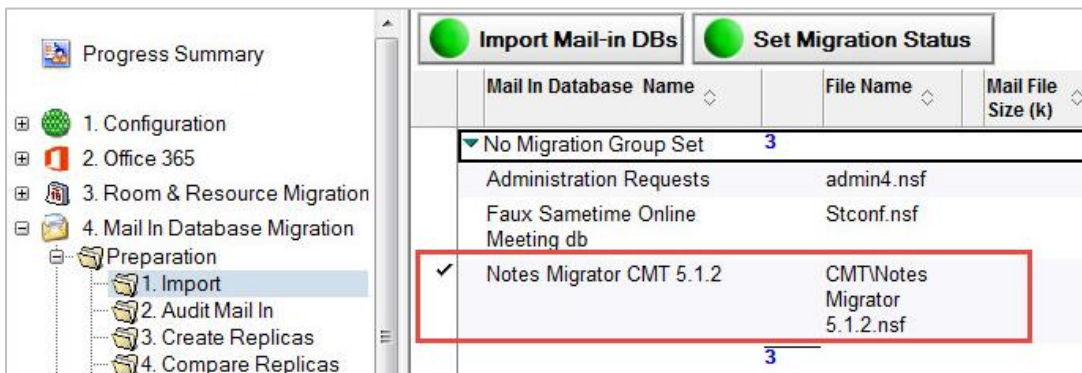 Progress Summary
1. Configuration
2. Office 365
3. Room & Resource Migration
4. Mail In Database Migration
Preparation
1. Import
2. Audit Mail In
3. Create Replicas
4. Compare Replicas
Import Mail-in DBs
Set Migration Status
Mail In Database Name
File Name
Mail File
Size (k)
No Migration Group Set
3
Administration Requests
admin4.nsf
Faux Sametime Online
Meeting db
Stconf.nsf
Notes Migrator CMT 5.1.2
CMT\Notes
Migrator
5.1.2.nsf
3